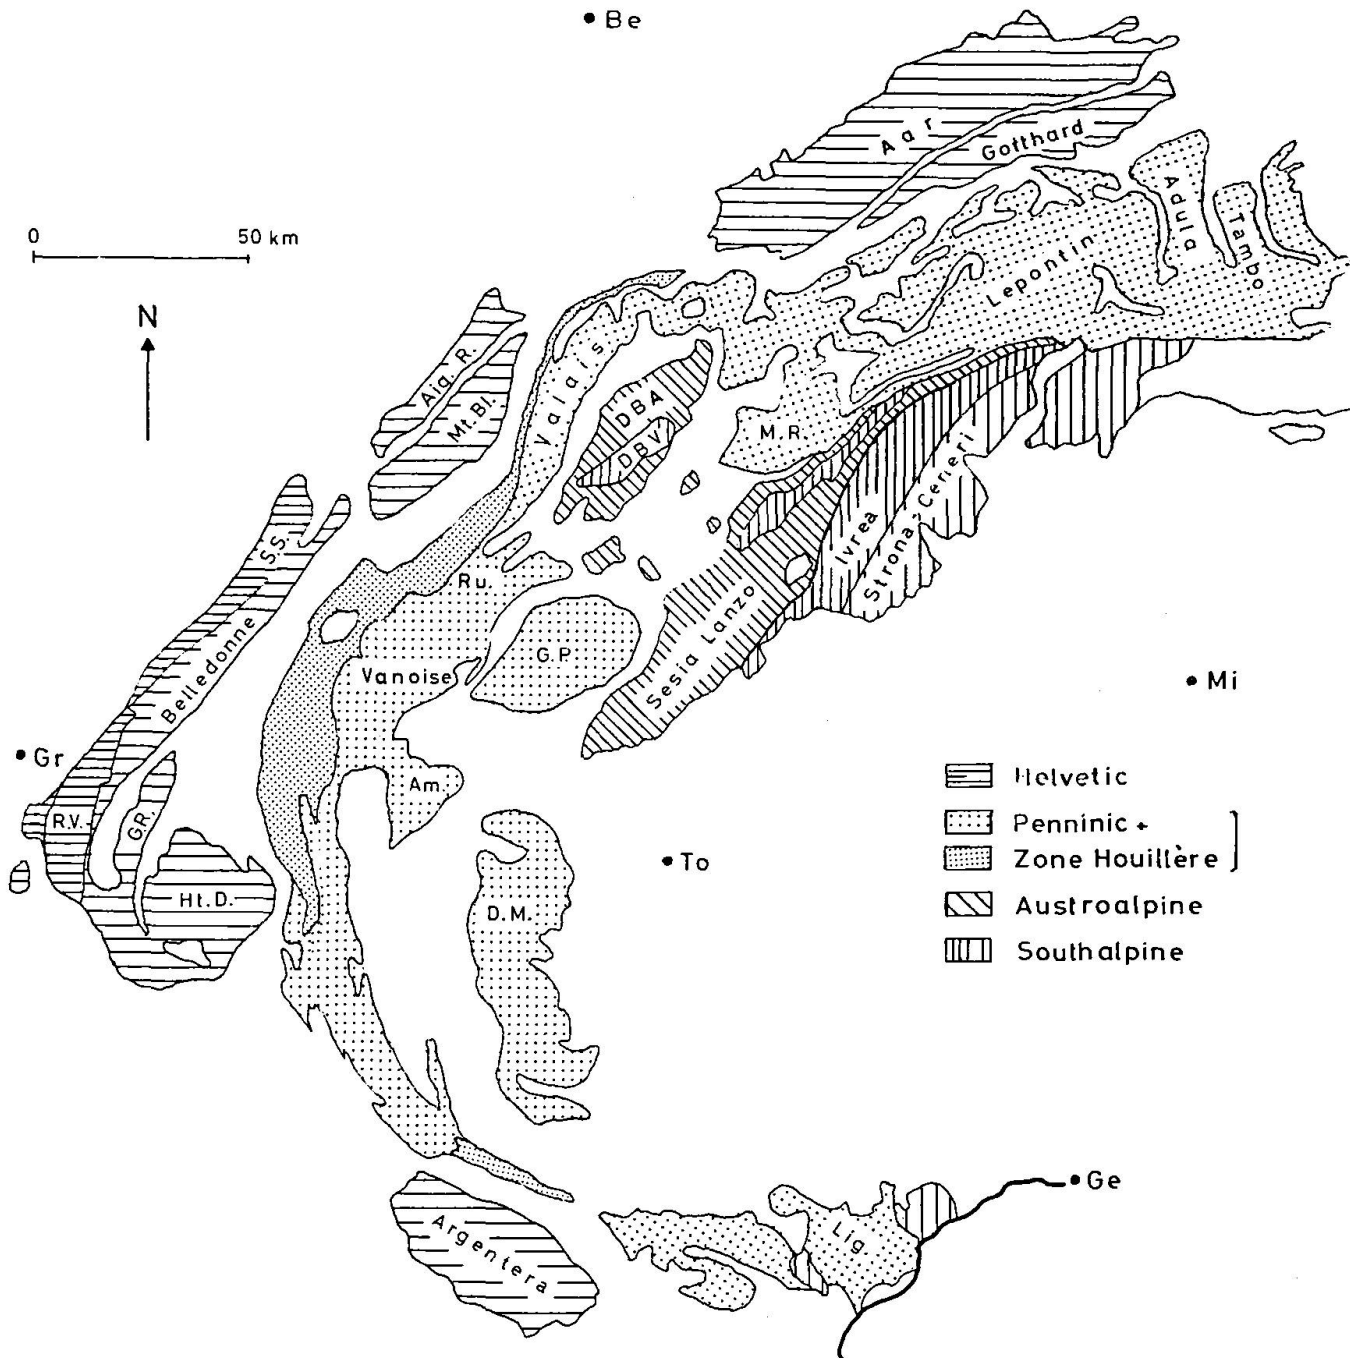 Be
Aar
Gotthard
Adula
Tambo
Lepontin
0 50 km
N
Aig. R.
Mt. Bl.
Valais
DBA
DBV
M.R.
Ivrea
Strona-Ceneri
S.S.
Belledonne
Ru.
Vanoise
G.P.
Sesia Lanzo
Mi
Gr
Am.
R.V.
G.R.
Ht. D.
D.M.
To
Helvetic
Penninic +
Zone Houillère
Austroalpine
Southalpine
Ge
Argentera
Lig.